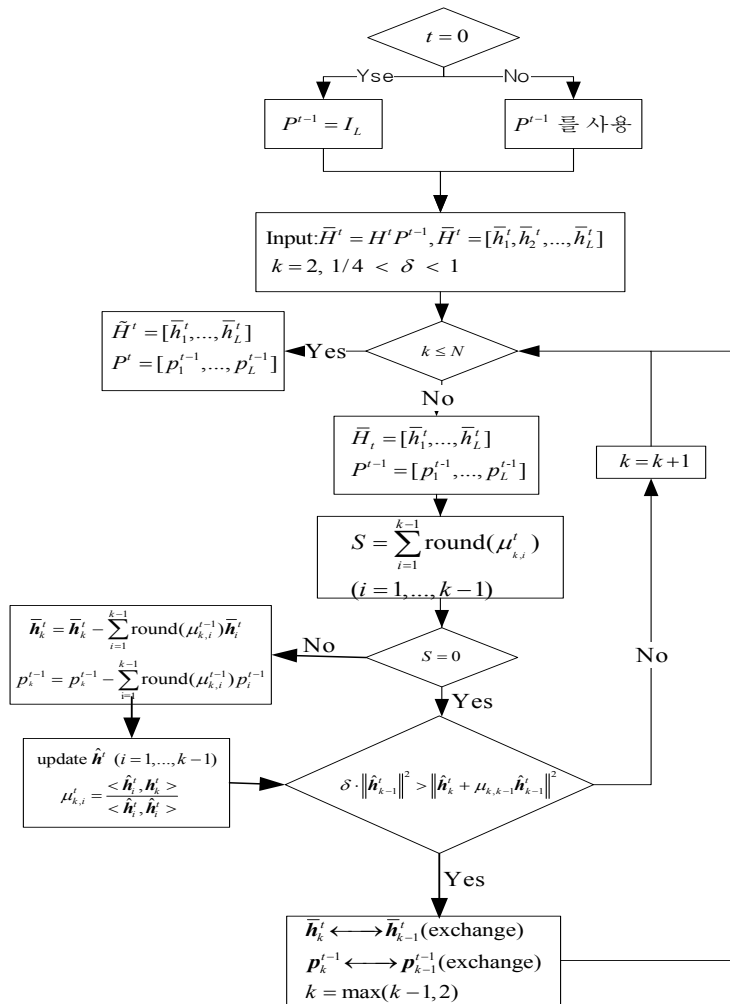 t = 0
Yse
No
P^{t-1} = I_L
P^{t-1} 를 사용
Input: H̄^t = H^t P^{t-1}, H̄^t = [h̄_1^t, h̄_2^t, ..., h̄_L^t]
k = 2, 1/4 < δ < 1
H̃^t = [h̄_1^t, ..., h̄_L^t]
P^t = [p_1^{t-1}, ..., p_L^{t-1}]
Yes
k ≤ N
No
H̄_t = [h̄_1^t, ..., h̄_L^t]
P^{t-1} = [p_1^{t-1}, ..., p_L^{t-1}]
k = k+1
S = ∑_{i=1}^{k-1} round(μ_{k,i}^t)
(i = 1, ..., k-1)
h̄_k^t = h̄_k^t - ∑_{i=1}^{k-1} round(μ_{k,i}^{t-1}) h̄_i^t
p_k^{t-1} = p_k^{t-1} - ∑_{i=1}^{k-1} round(μ_{k,i}^{t-1}) p_i^{t-1}
No
S = 0
No
Yes
update ĥ^t (i = 1, ..., k-1)
μ_{k,i}^t = <ĥ_i^t, h_k^t> / <ĥ_i^t, ĥ_i^t>
δ · ‖ĥ_{k-1}^t‖^2 > ‖ĥ_k^t + μ_{k,k-1} ĥ_{k-1}^t‖^2
Yes
h̄_k^t ⟷ h̄_{k-1}^t (exchange)
p_k^{t-1} ⟷ p_{k-1}^{t-1} (exchange)
k = max(k-1, 2)